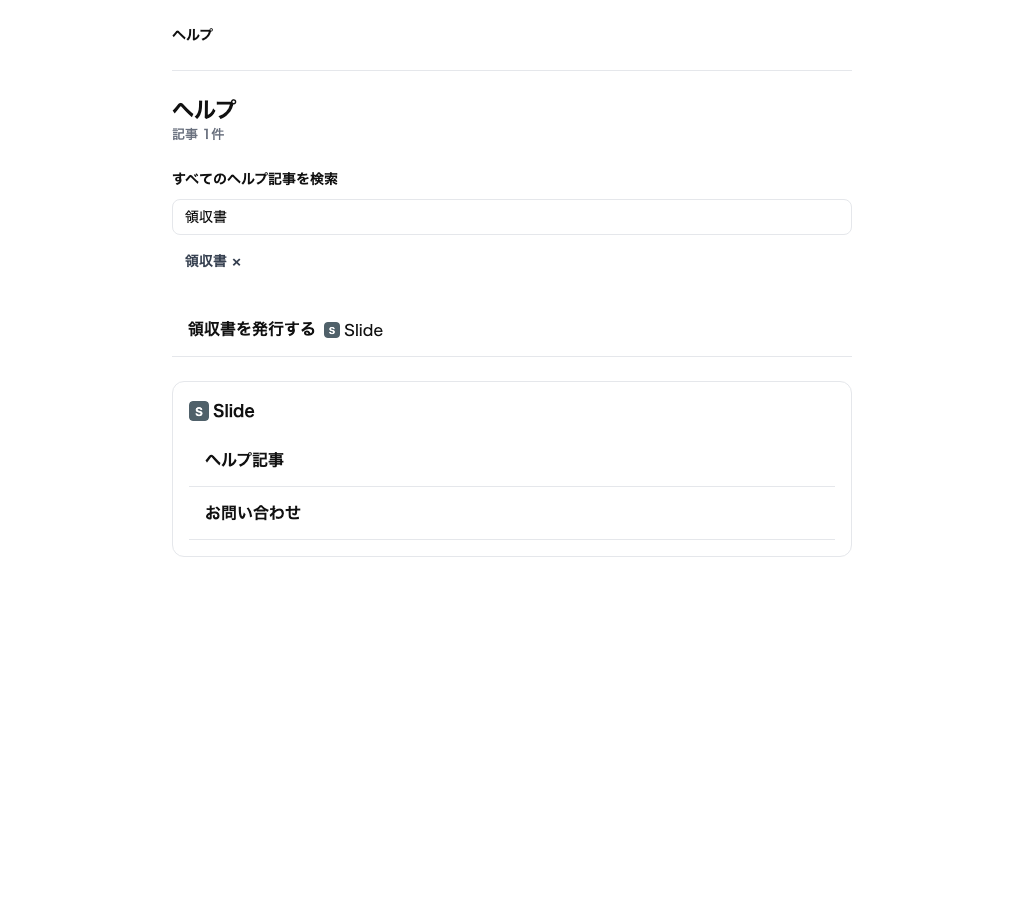 ヘルプ
ヘルプ
記事 1件
すべてのヘルプ記事を検索
領収書
領収書 ×
領収書を発行する S Slide
S Slide
ヘルプ記事
お問い合わせ